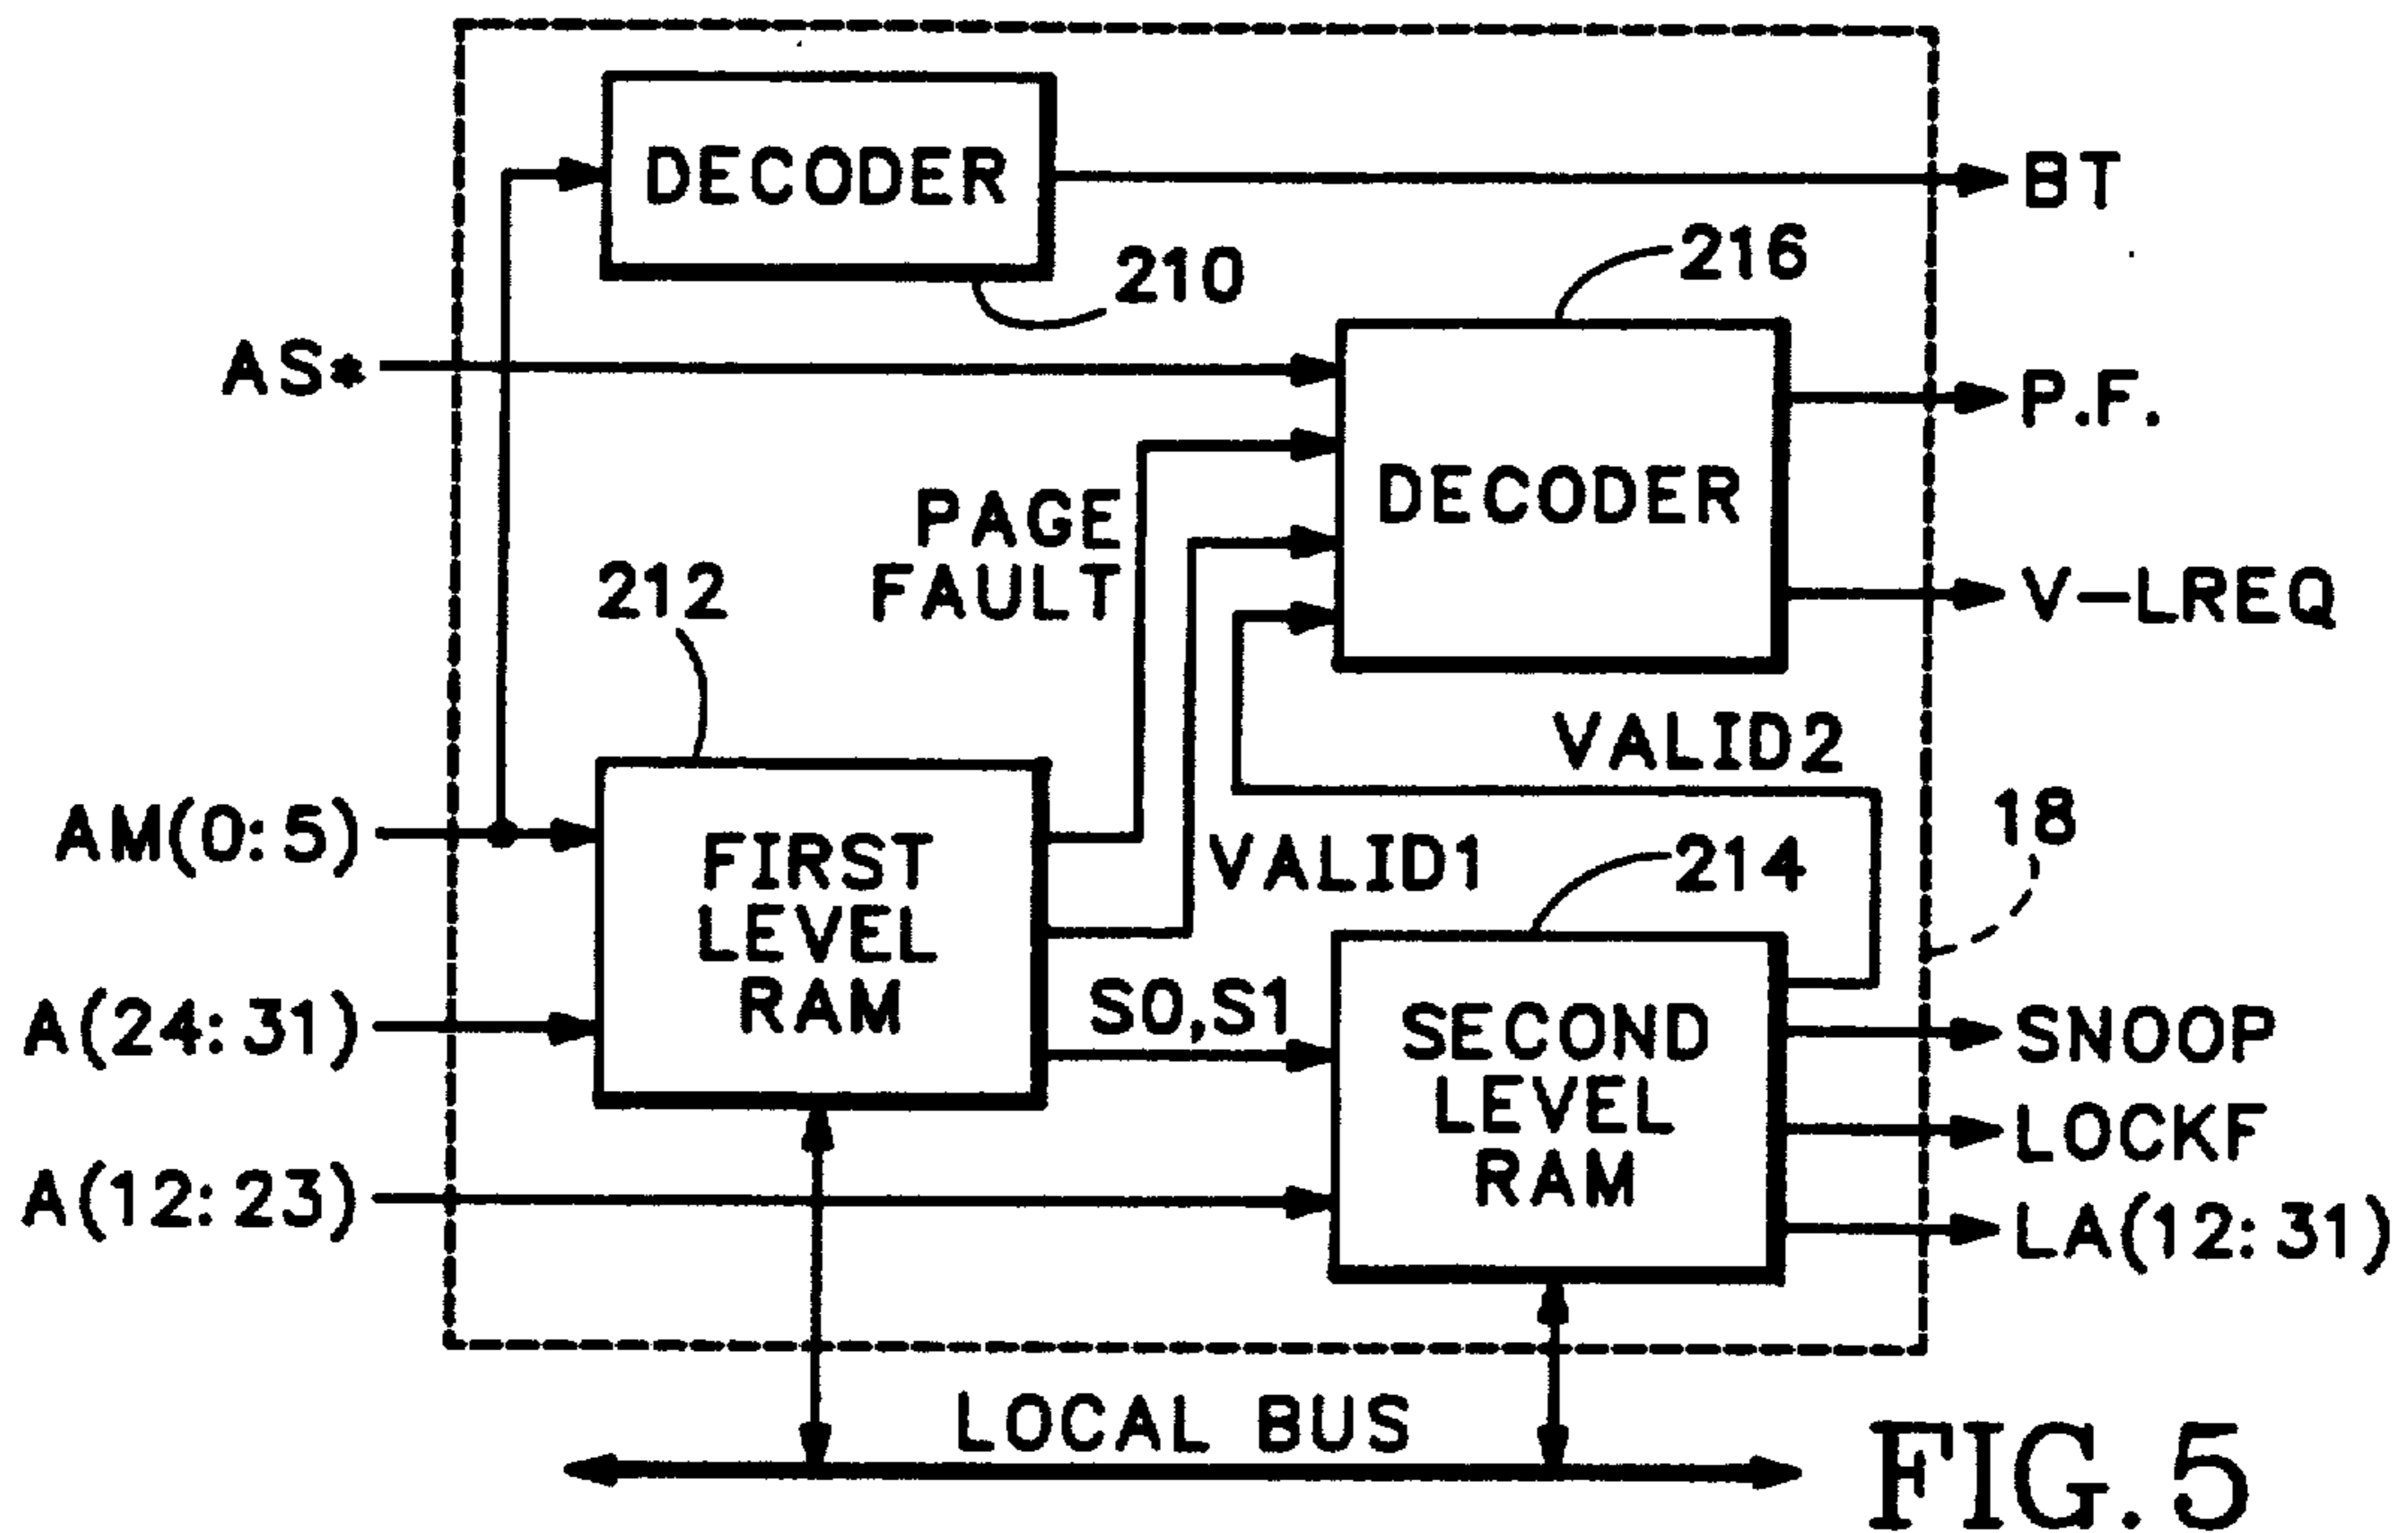 DECODER
BT
210
216
AS*
P.F.
DECODER
PAGE
FAULT
212
V-LREQ
VALID2
18
AM(0:5)
FIRST
LEVEL
RAM
VALID1
214
A(24:31)
S0,S1
SECOND
LEVEL
RAM
SNOOP
LOCKF
A(12:23)
LA(12:31)
LOCAL BUS
FIG. 5